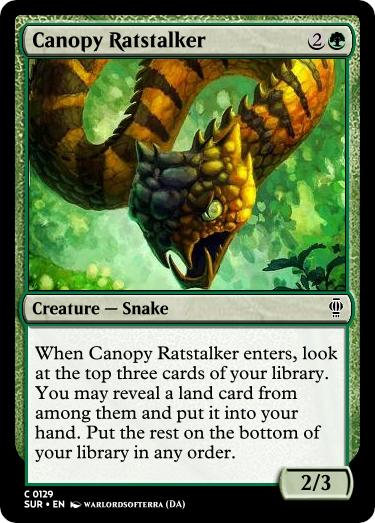 Canopy Ratstalker 2
Creature — Snake
When Canopy Ratstalker enters, look
at the top three cards of your library.
You may reveal a land card from
among them and put it into your
hand. Put the rest on the bottom of
your library in any order.
2/3
C 0129
SUR • EN WARLORDSOFTERRA (DA)